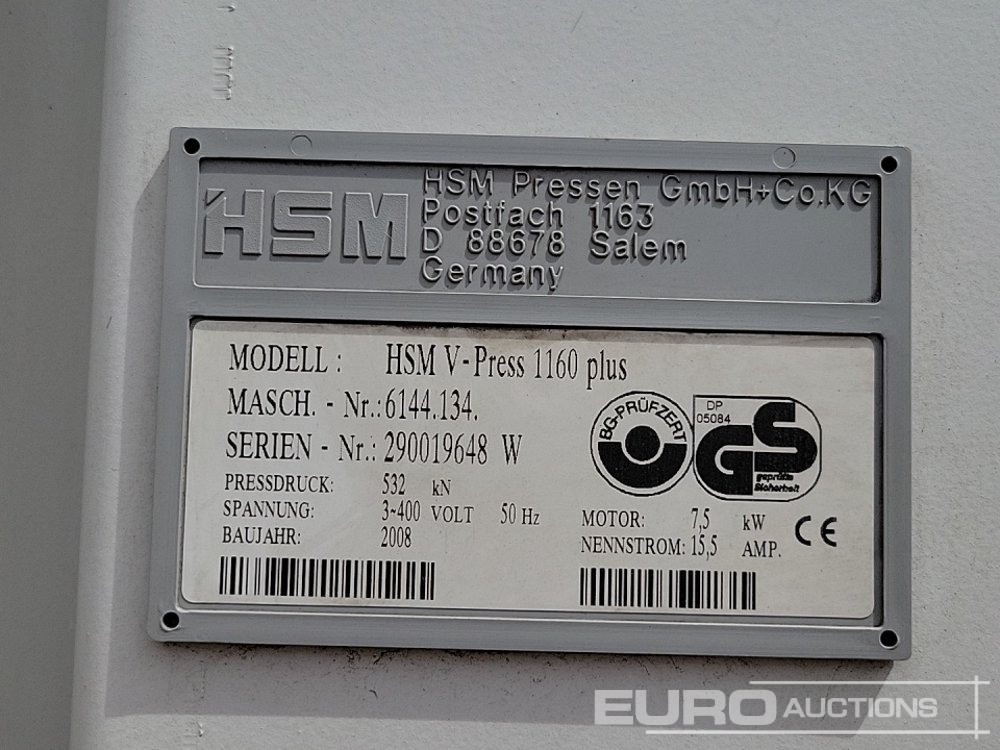 HSM
HSM Pressen GmbH+Co.KG
Postfach 1163
D 88678 Salem
Germany
MODELL : HSM V-Press 1160 plus
MASCH. - Nr.: 6144.134.
SERIEN - Nr.: 290019648 W
PRESSDRUCK: 532 kN
SPANNUNG: 3~400 VOLT 50 Hz
BAUJAHR: 2008
BG-PRÜFZERT
DP
05084
GS
geprüfte
Sicherheit
MOTOR: 7,5 kW
NENNSTROM: 15,5 AMP.
CE
EURO AUCTIONS